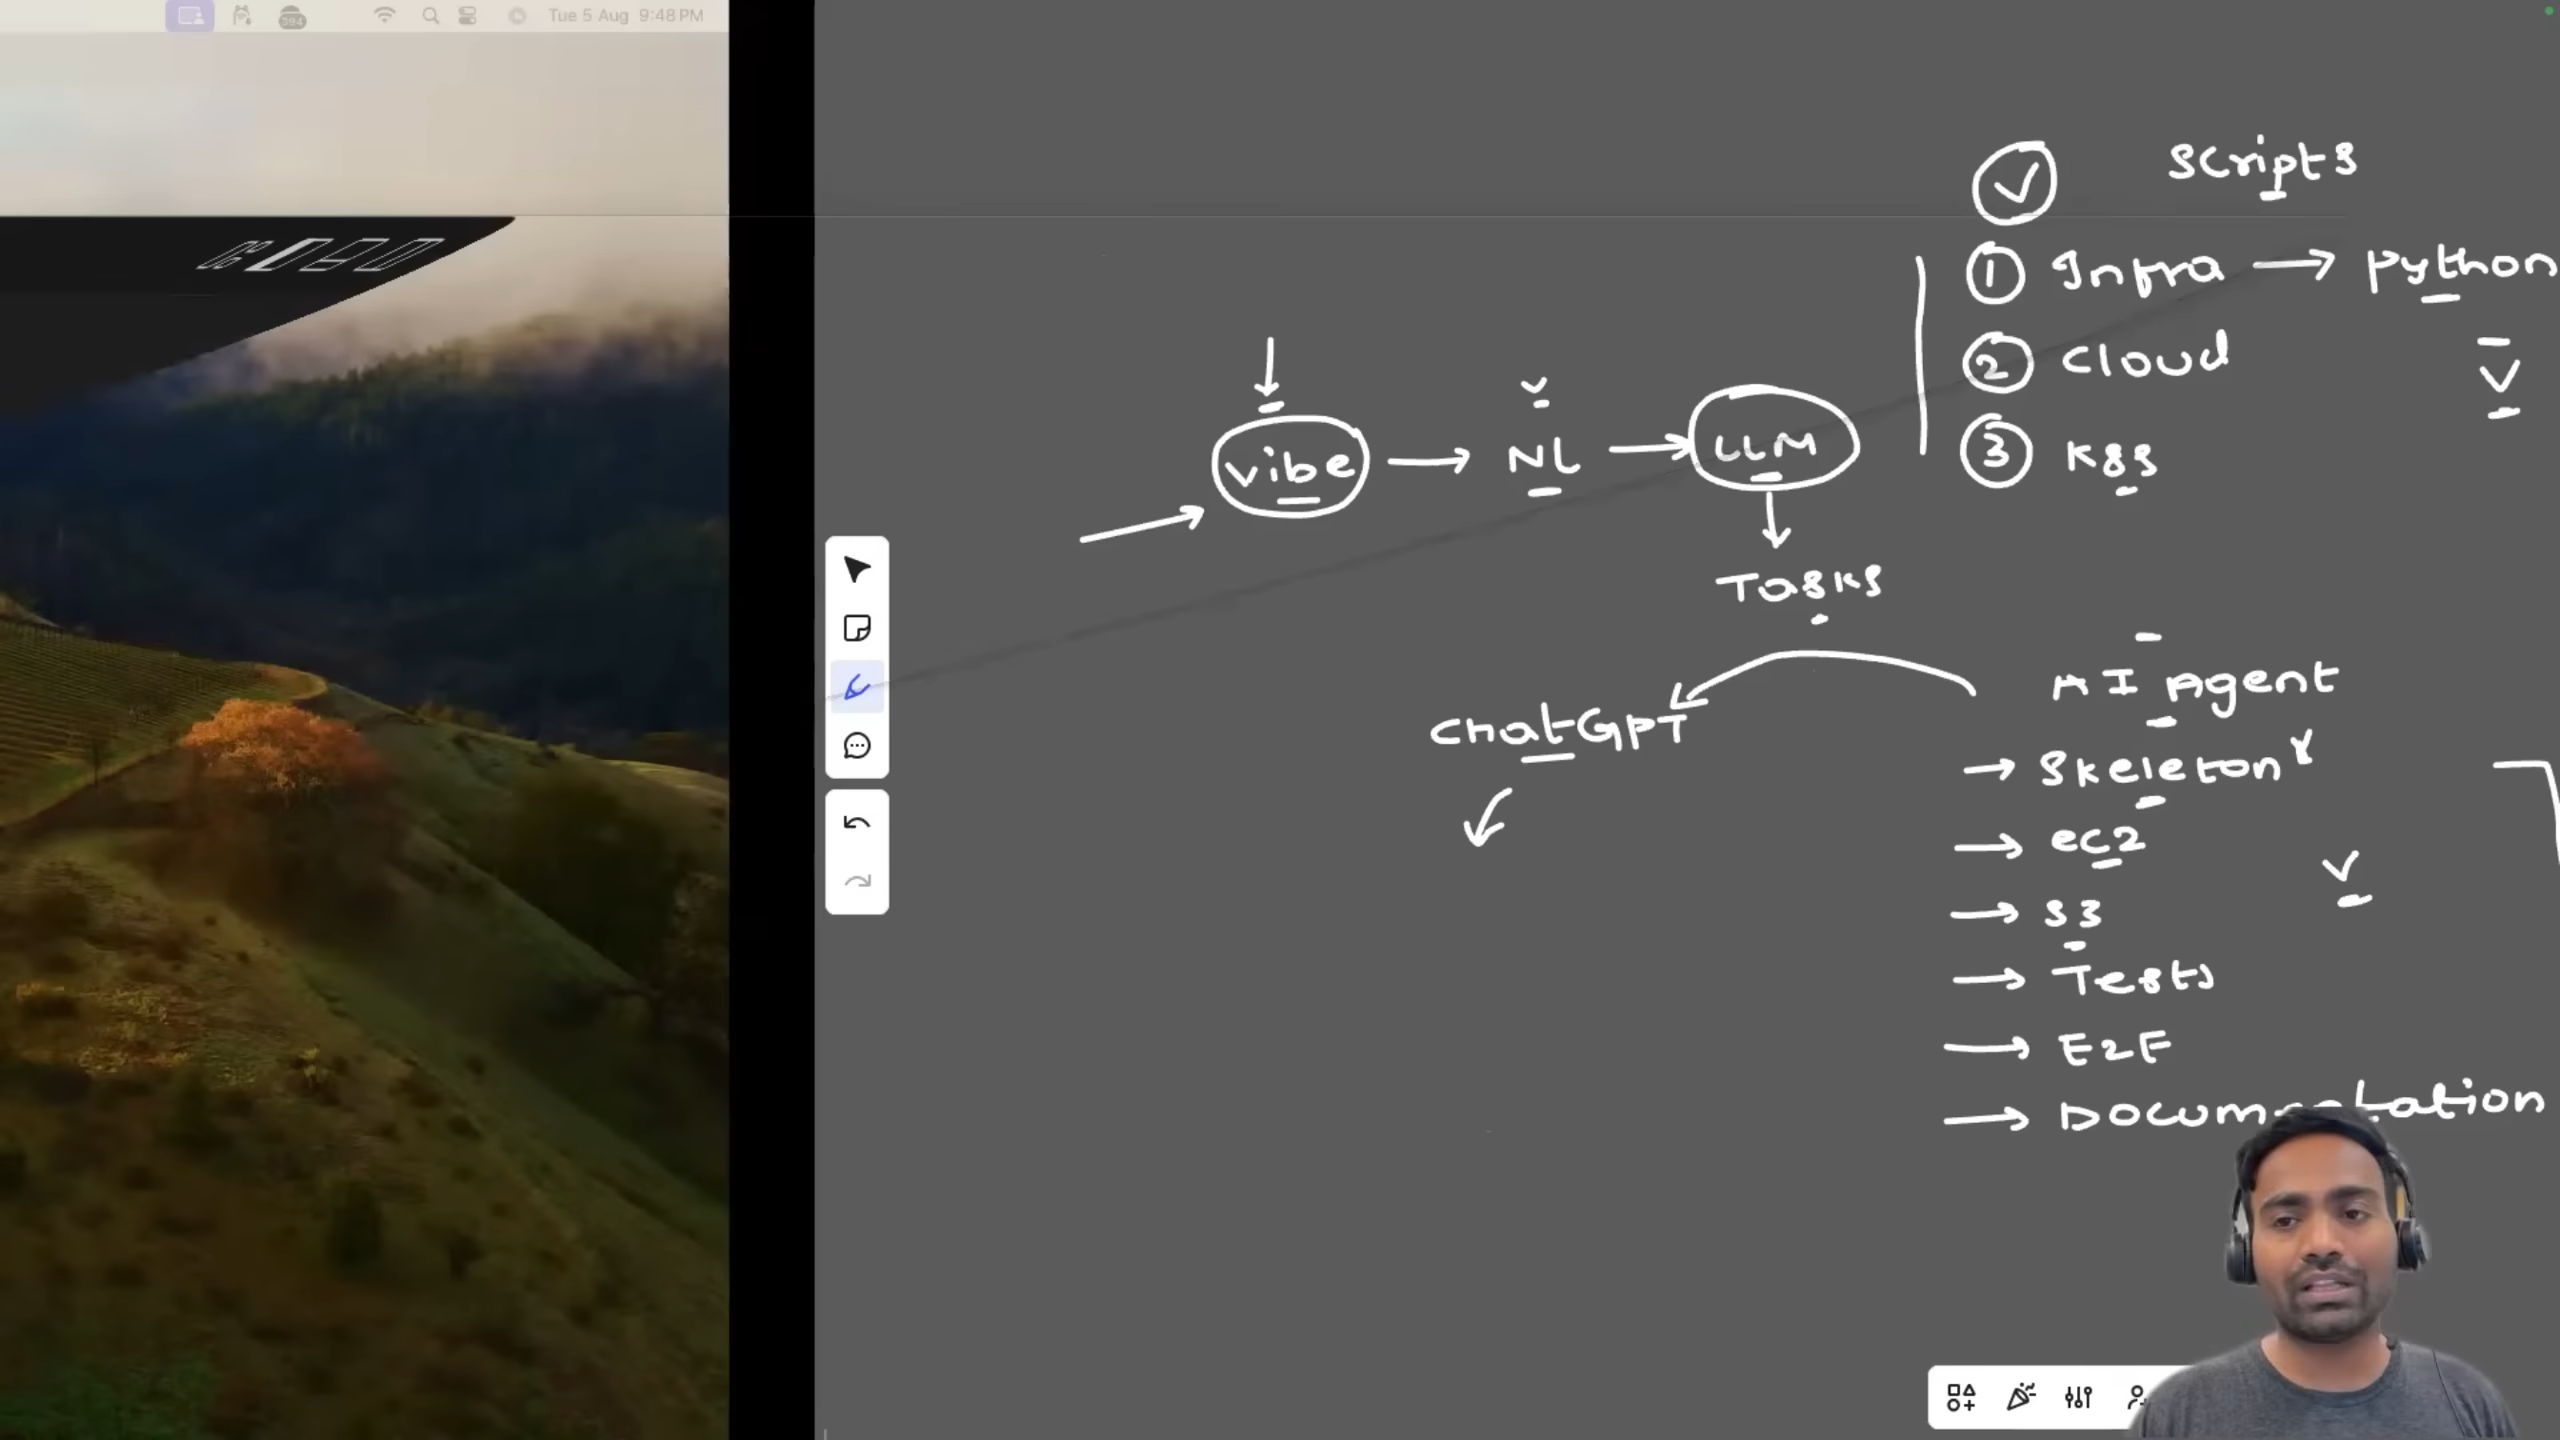 Tue 5 Aug 9:48 PM
Scripts
1 Infra → python
2 cloud
3 K8s
vibe → NL → LLM
Tasks
AI Agent
ChatGPT
→ Skeleton
→ ec2
→ S3
→ Tests
→ E2E
→ Documentation